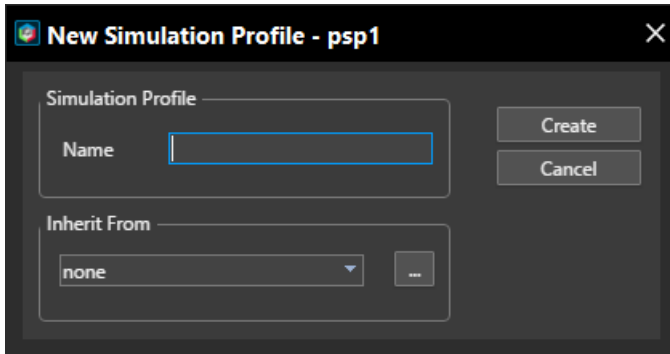 New Simulation Profile - psp1
Simulation Profile
Name
Create
Cancel
Inherit From
none
...